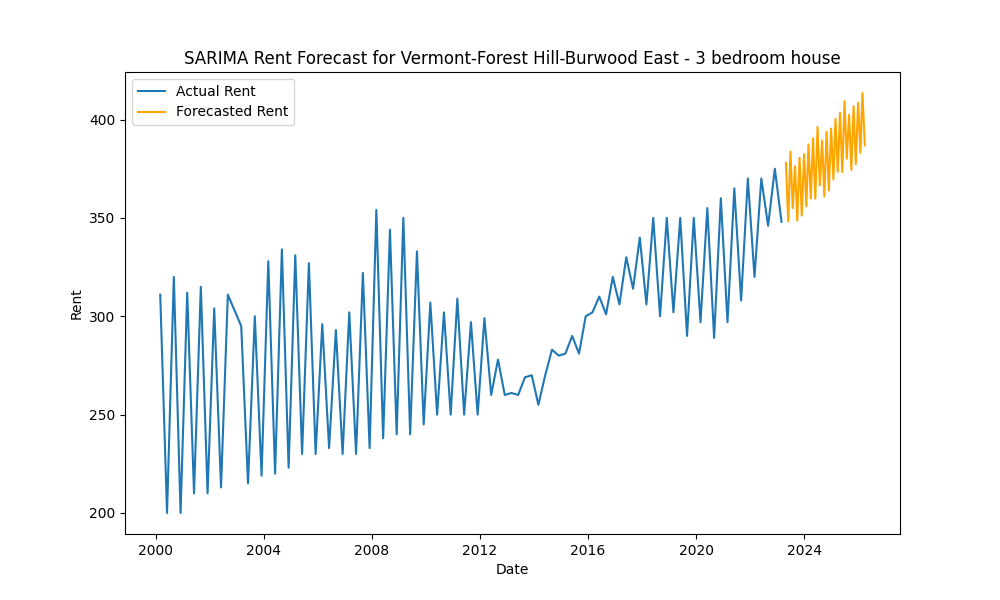 SARIMA Rent Forecast for Vermont-Forest Hill-Burwood East - 3 bedroom house
Actual Rent
Forecasted Rent
400
350
300
250
200
Rent
2000 2004 2008 2012 2016 2020 2024
Date